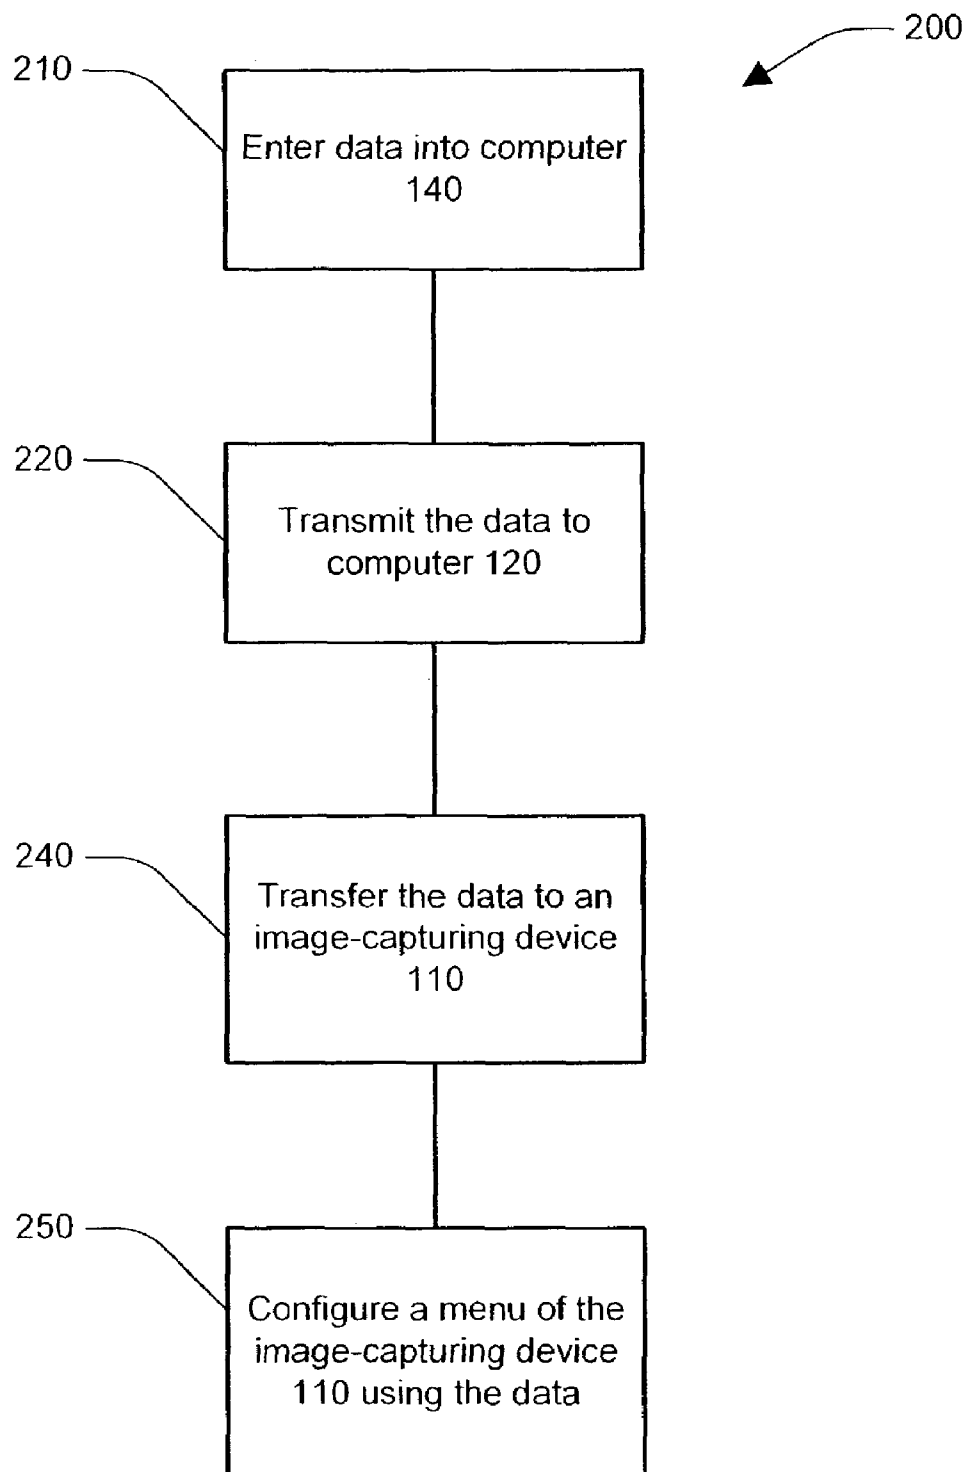 200
210
Enter data into computer
140
220
Transmit the data to
computer 120
240
Transfer the data to an
image-capturing device
110
250
Configure a menu of the
image-capturing device
110 using the data